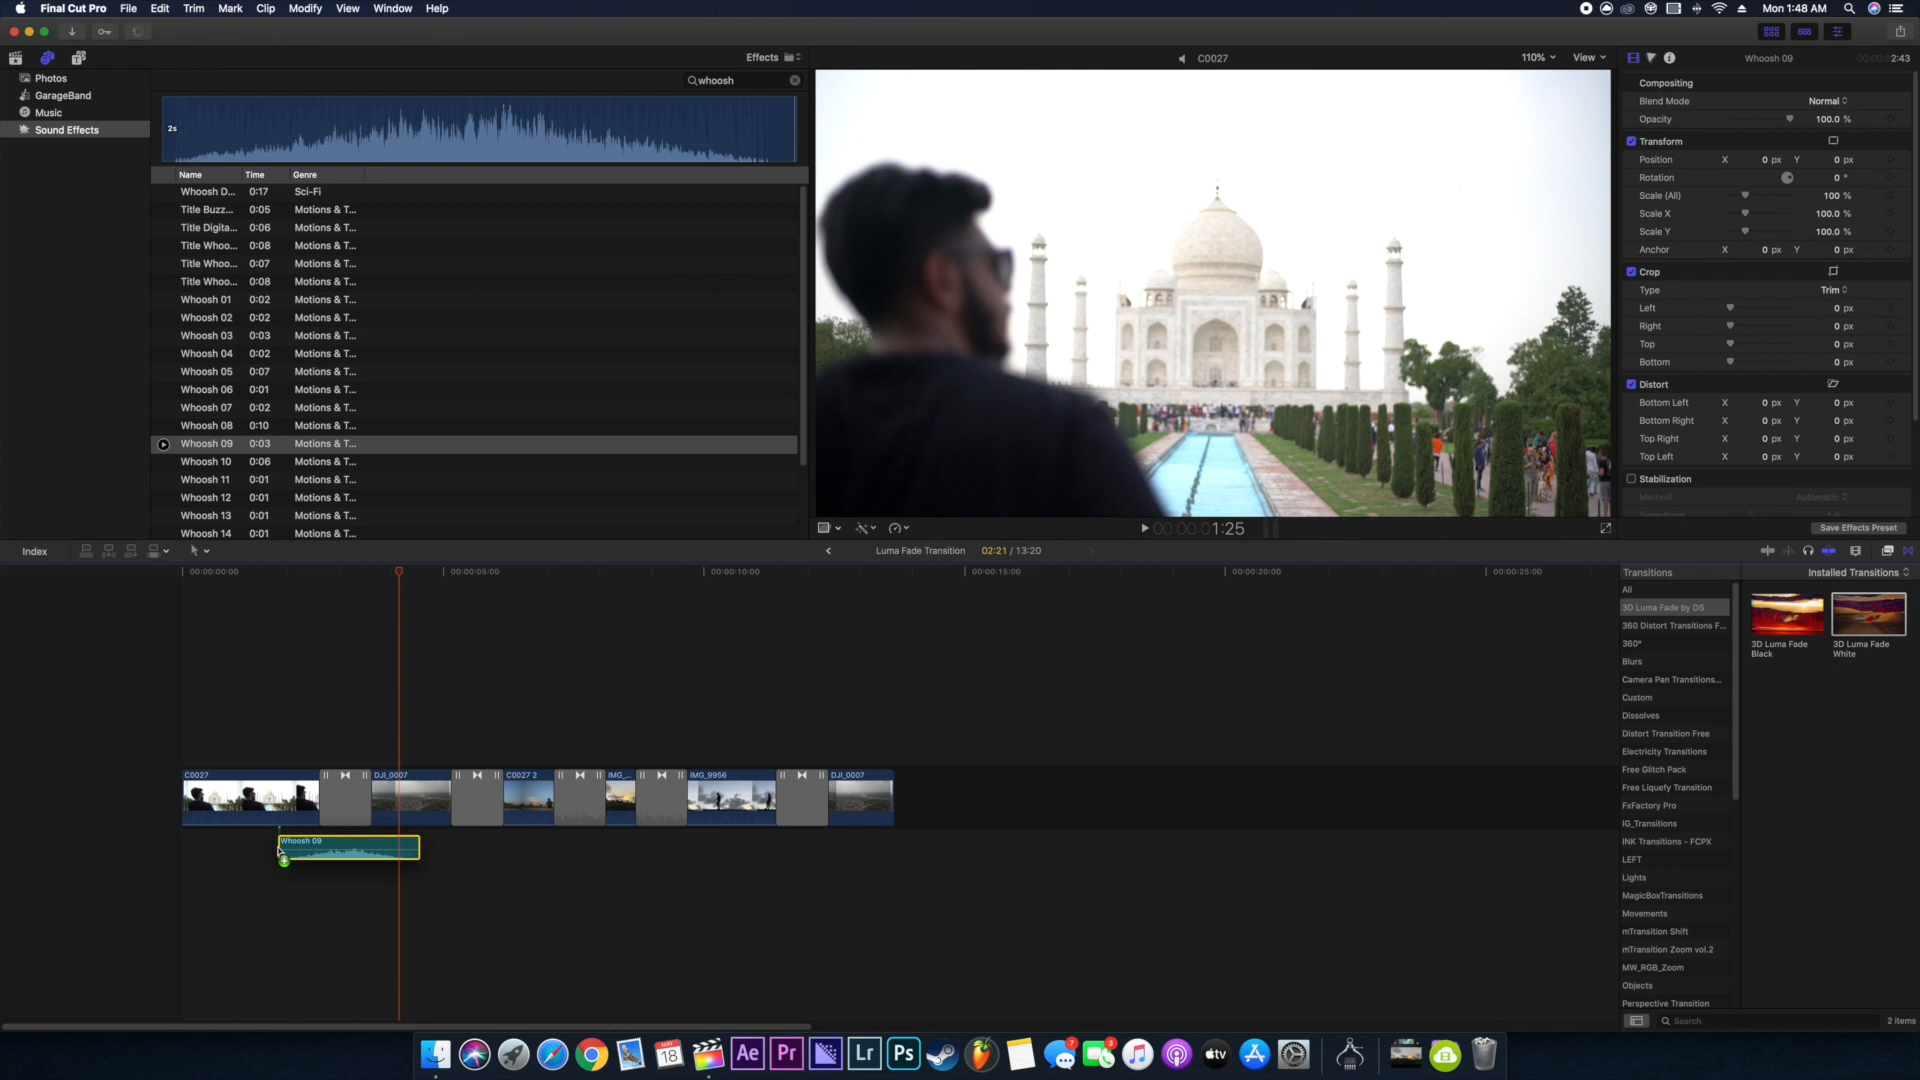 Final Cut Pro File Edit Trim Mark Clip Modify View Window Help
Mon 1:48 AM
Effects
C0027
110%
View
Whoosh 09
00:00:02:43
Photos
GarageBand
Music
Sound Effects
whoosh
2s
Name Time Genre
Whoosh D... 0:17 Sci-Fi
Title Buzz... 0:05 Motions & T...
Title Digita... 0:06 Motions & T...
Title Whoo... 0:08 Motions & T...
Title Whoo... 0:07 Motions & T...
Title Whoo... 0:08 Motions & T...
Whoosh 01 0:02 Motions & T...
Whoosh 02 0:02 Motions & T...
Whoosh 03 0:03 Motions & T...
Whoosh 04 0:02 Motions & T...
Whoosh 05 0:07 Motions & T...
Whoosh 06 0:01 Motions & T...
Whoosh 07 0:02 Motions & T...
Whoosh 08 0:10 Motions & T...
Whoosh 09 0:03 Motions & T...
Whoosh 10 0:06 Motions & T...
Whoosh 11 0:01 Motions & T...
Whoosh 12 0:01 Motions & T...
Whoosh 13 0:01 Motions & T...
Whoosh 14 0:01 Motions & T...
Compositing
Blend Mode Normal
Opacity 100.0 %
Transform
Position X 0 px Y 0 px
Rotation 0 °
Scale (All) 100 %
Scale X 100.0 %
Scale Y 100.0 %
Anchor X 0 px Y 0 px
Crop
Type Trim
Left 0 px
Right 0 px
Top 0 px
Bottom 0 px
Distort
Bottom Left X 0 px Y 0 px
Bottom Right X 0 px Y 0 px
Top Right X 0 px Y 0 px
Top Left X 0 px Y 0 px
Stabilization
Method Automatic
Save Effects Preset
00:00:01:25
Index
Luma Fade Transition 02:21 / 13:20
00:00:00:00 00:00:05:00 00:00:10:00 00:00:15:00 00:00:20:00 00:00:25:00
C0027 DJI_0007 C0027 2 IMG_... IMG_9956 DJI_0007
Whoosh 09
Transitions
Installed Transitions
All
3D Luma Fade by DS
360 Distort Transitions F...
360°
Blurs
Camera Pan Transitions...
Custom
Dissolves
Distort Transition Free
Electricity Transitions
Free Glitch Pack
Free Liquefy Transition
FxFactory Pro
IG_Transitions
INK Transitions - FCPX
LEFT
Lights
MagicBoxTransitions
Movements
mTransition Shift
mTransition Zoom vol.2
MW_RGB_Zoom
Objects
Perspective Transition
3D Luma Fade Black
3D Luma Fade White
Search
2 items
MAY
18
Ae
Pr
Lr
Ps
7
3
tv